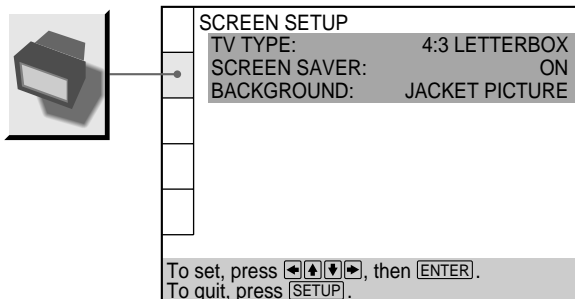 SCREEN SETUP
TV TYPE: 4:3 LETTERBOX
SCREEN SAVER: ON
BACKGROUND: JACKET PICTURE
To set, press ←↑↓→, then ENTER.
To quit, press SETUP.